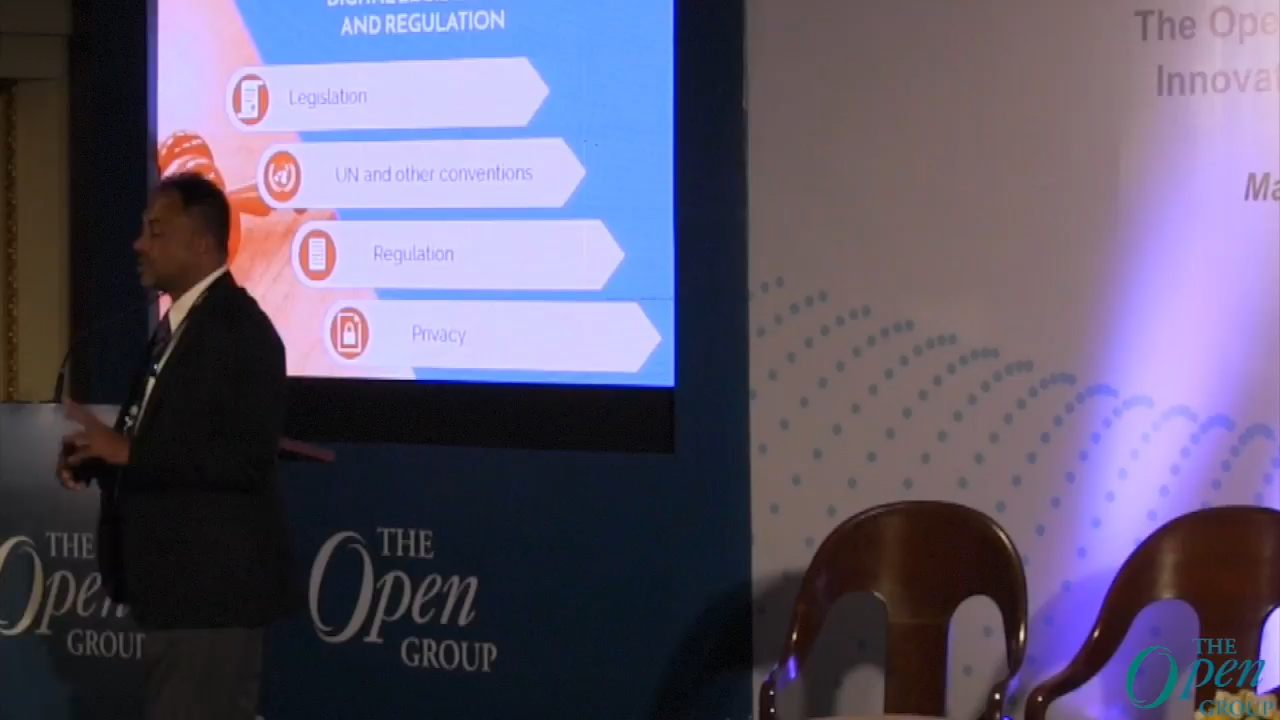 AND REGULATION
Legislation
UN and other conventions
Regulation
Privacy
The Ope
Innova
Ma
THE
Open
GROUP
THE
Open
GROUP
THE
Open
GROUP